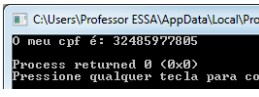 C:\Users\Professor ESSA\AppData\Local\Pro
O meu cpf é: 32485977805
Process returned 0 (0x0)
Pressione qualquer tecla para co